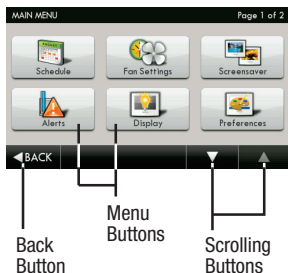 MAIN MENU Page 1 of 2
Schedule Fan Settings Screensaver
Alerts Display Preferences
BACK
Menu
Buttons
Back
Button
Scrolling
Buttons